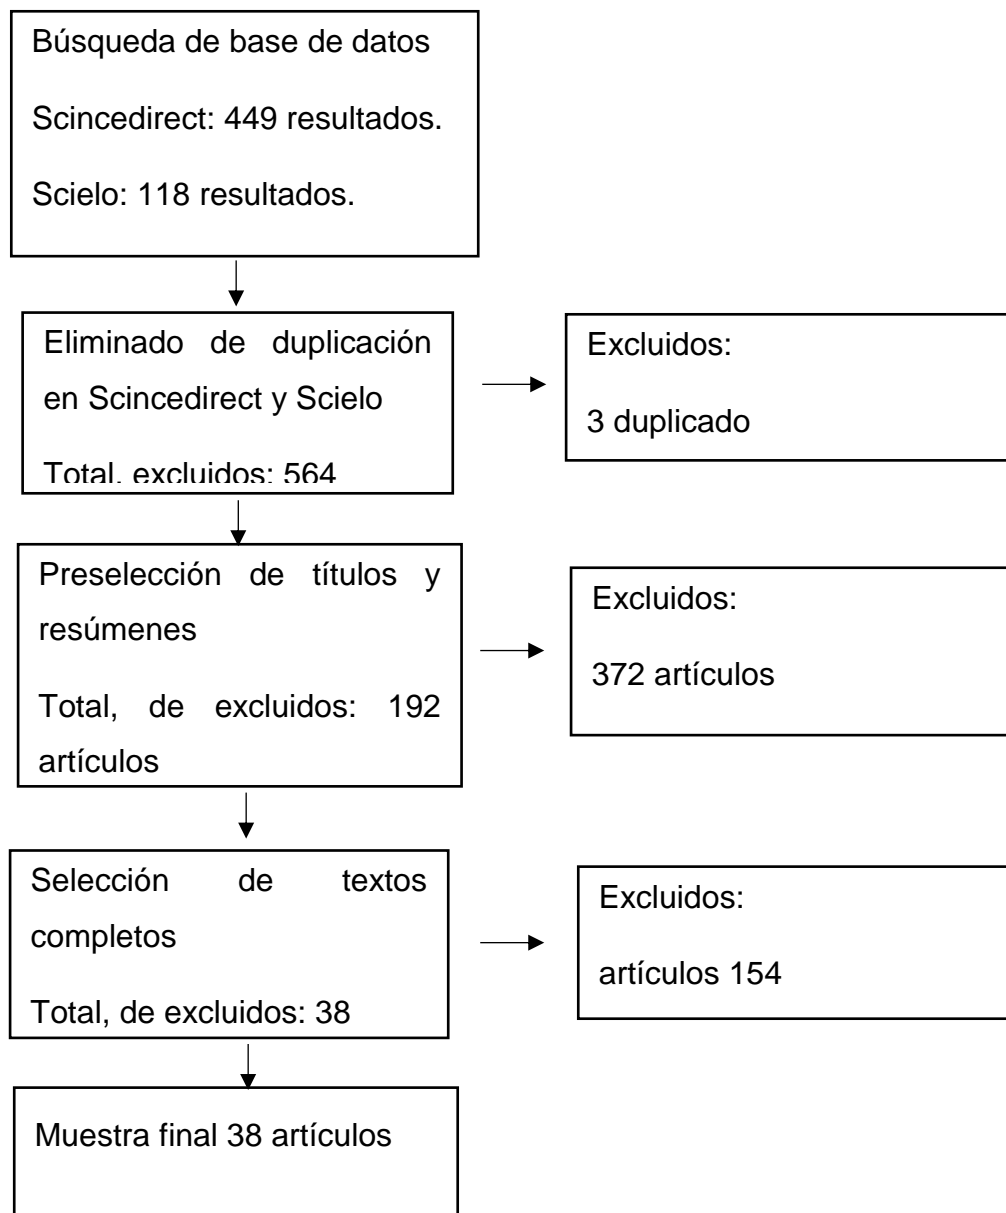 Búsqueda de base de datos
Scincedirect: 449 resultados.
Scielo: 118 resultados.
Eliminado de duplicación
en Scincedirect y Scielo
Total, excluidos: 564
Excluidos:
3 duplicado
Preselección de títulos y
resúmenes
Total, de excluidos: 192
artículos
Excluidos:
372 artículos
Selección de textos
completos
Total, de excluidos: 38
Excluidos:
artículos 154
Muestra final 38 artículos